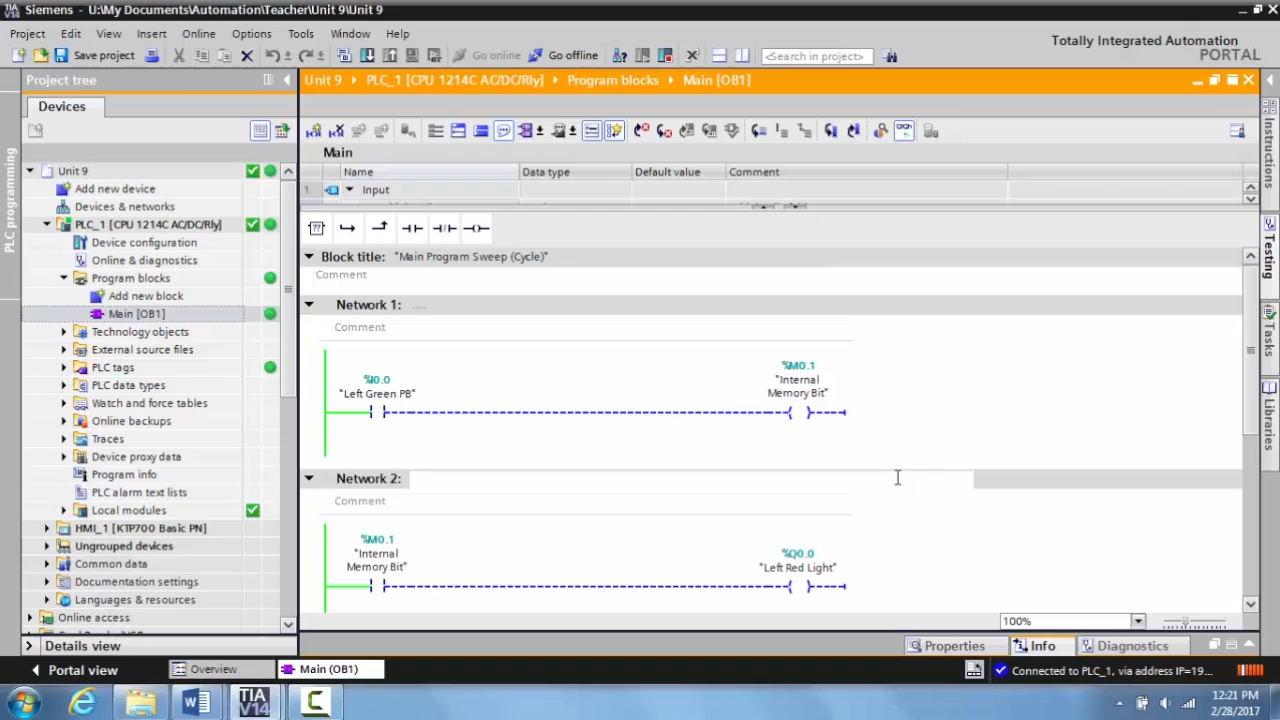 TIA
V14
Siemens - U:\My Documents\Automation\Teacher\Unit 9\Unit 9
Project Edit View Insert Online Options Tools Window Help
Totally Integrated Automation
PORTAL
Save project
Go online
Go offline
<Search in project>
Project tree
Unit 9 PLC_1 [CPU 1214C AC/DC/Rly] Program blocks Main [OB1]
Devices
PLC programming
Main
Name Data type Default value Comment
1 Input
Unit 9
Add new device
Devices & networks
PLC_1 [CPU 1214C AC/DC/Rly]
Device configuration
Online & diagnostics
Program blocks
Add new block
Main [OB1]
Technology objects
External source files
PLC tags
PLC data types
Watch and force tables
Online backups
Traces
Device proxy data
Program info
PLC alarm text lists
Local modules
HMI_1 [KTP700 Basic PN]
Ungrouped devices
Common data
Documentation settings
Languages & resources
Online access
Details view
??
Block title: "Main Program Sweep (Cycle)"
Comment
Network 1: ....
Comment
%I0.0
"Left Green PB"
%M0.1
"Internal
Memory Bit"
Network 2:
Comment
%M0.1
"Internal
Memory Bit"
%Q0.0
"Left Red Light"
100%
Instructions
Testing
Tasks
Libraries
Properties
Info
Diagnostics
Portal view
Overview
Main (OB1)
Connected to PLC_1, via address IP=19...
TIA
V14
12:21 PM
2/28/2017